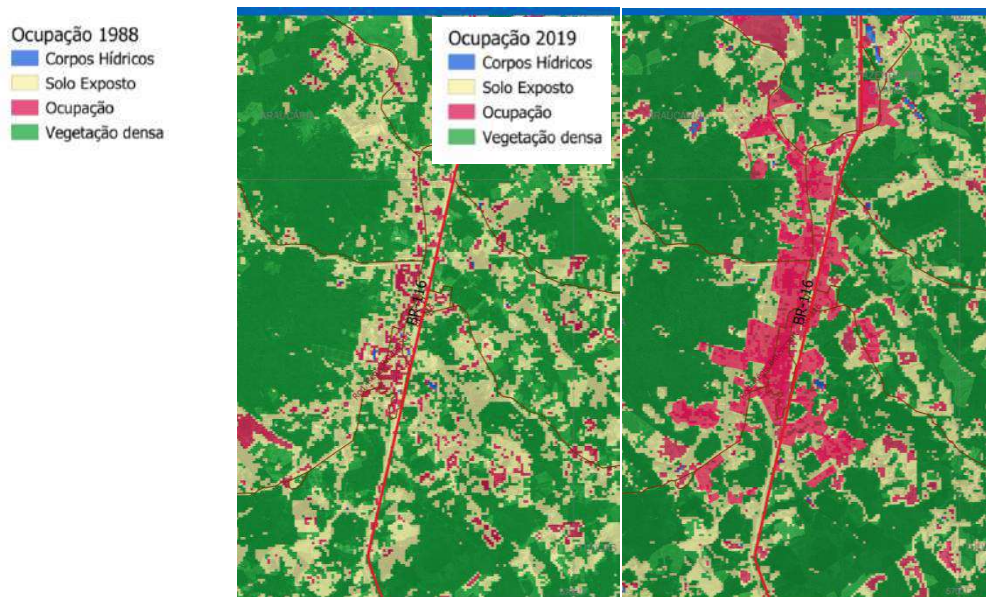 Ocupação 1988
Corpos Hídricos
Solo Exposto
Ocupação
Vegetação densa
Ocupação 2019
Corpos Hídricos
Solo Exposto
Ocupação
Vegetação densa
BR-116
BR-116